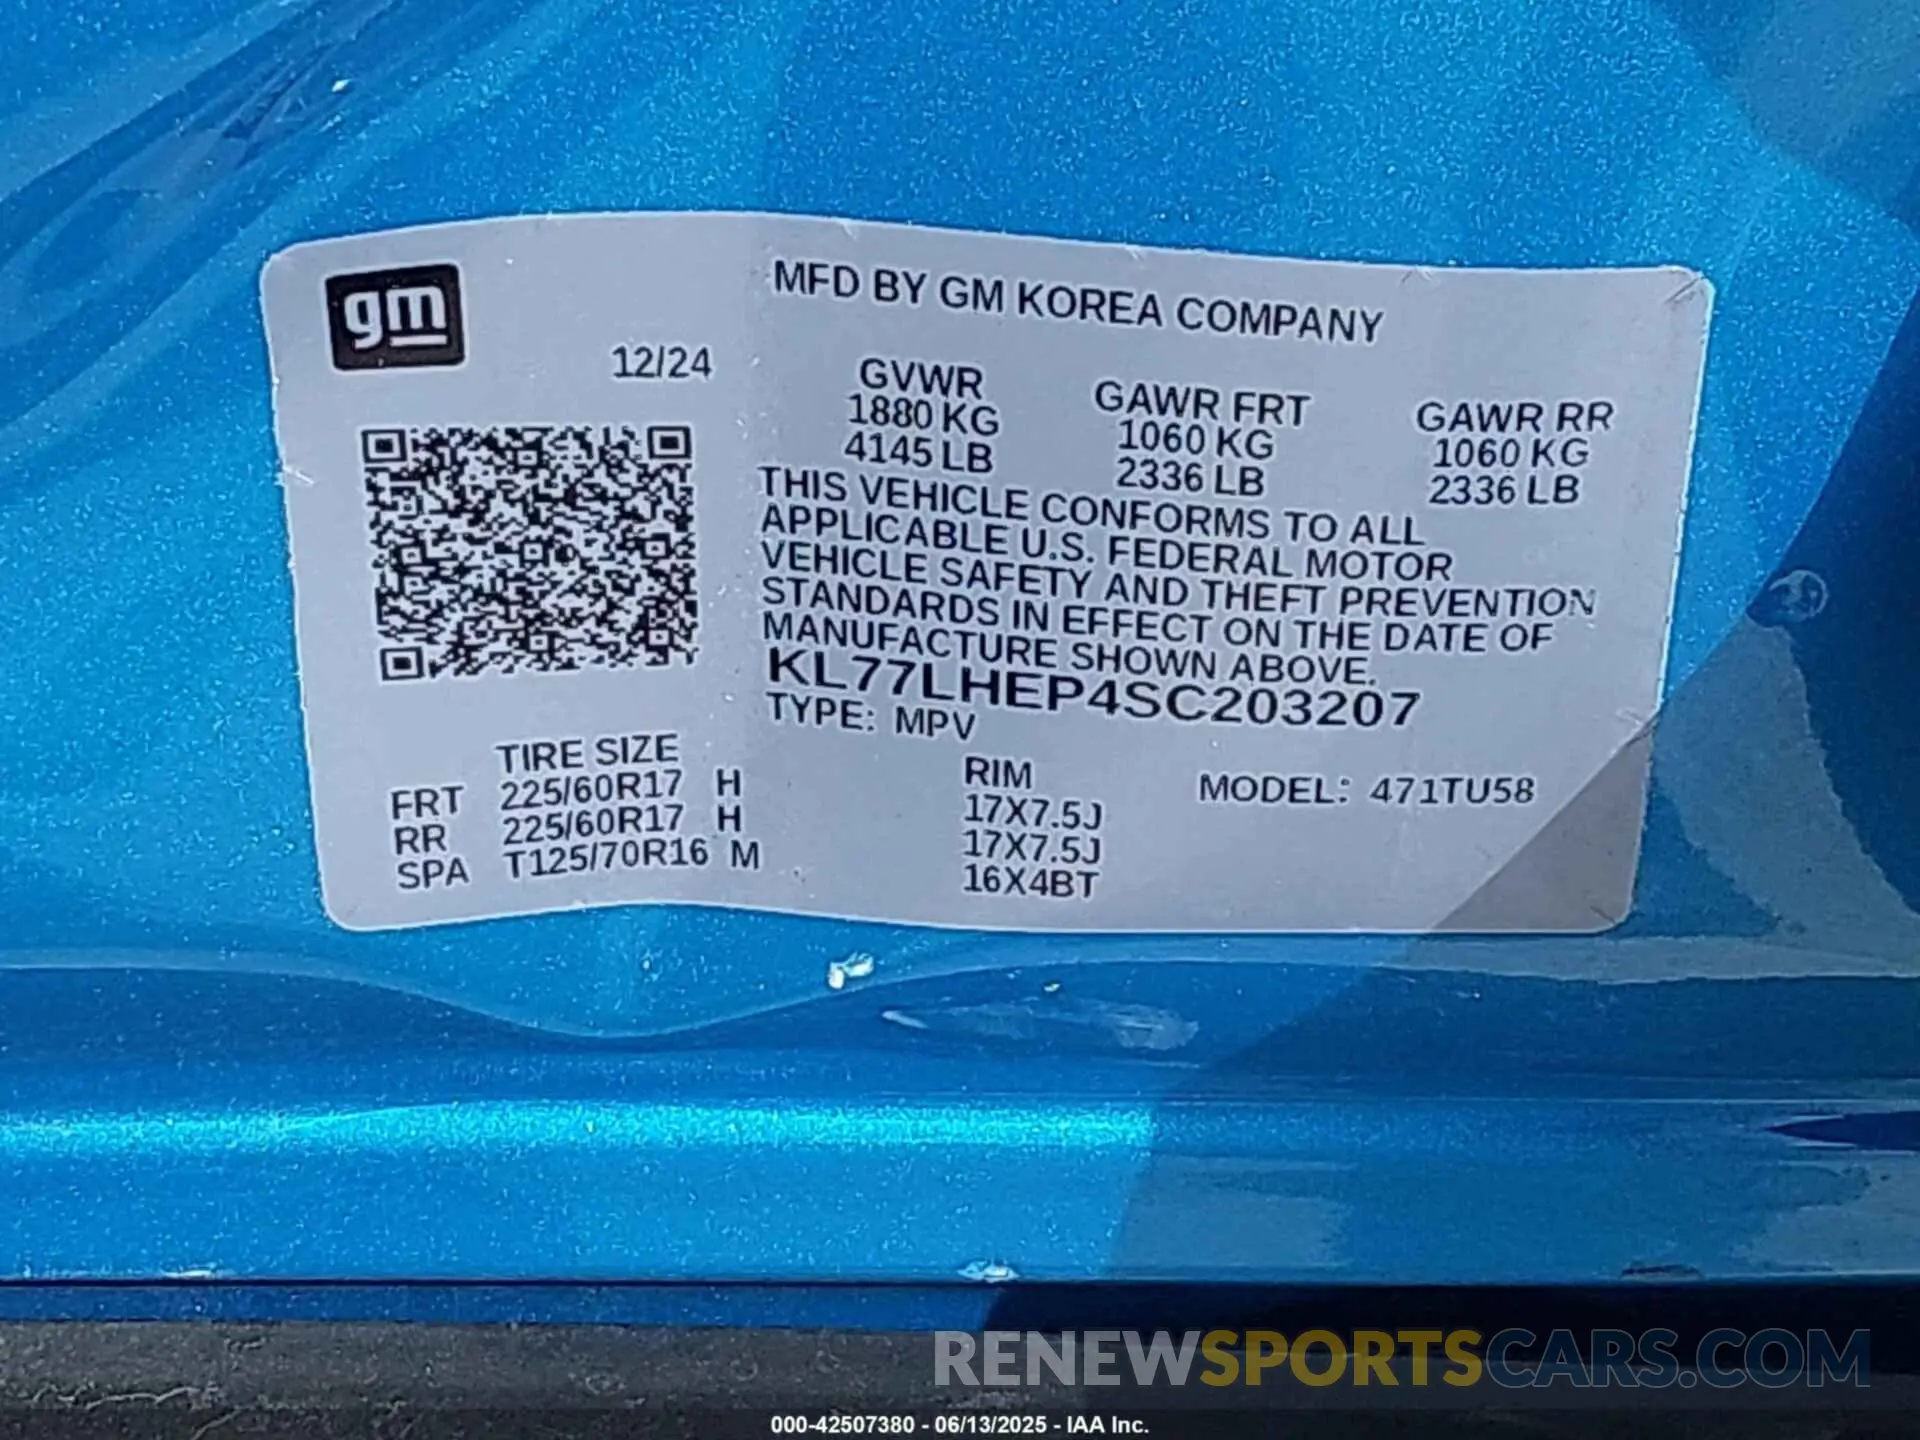 gm
MFD BY GM KOREA COMPANY
12/24
GVWR GAWR FRT GAWR RR
1880 KG 1060 KG 1060 KG
4145 LB 2336 LB 2336 LB
THIS VEHICLE CONFORMS TO ALL
APPLICABLE U.S. FEDERAL MOTOR
VEHICLE SAFETY AND THEFT PREVENTION
STANDARDS IN EFFECT ON THE DATE OF
MANUFACTURE SHOWN ABOVE.
KL77LHEP4SC203207
TYPE: MPV
TIRE SIZE RIM MODEL: 471TU58
FRT 225/60R17 H 17X7.5J
RR 225/60R17 H 17X7.5J
SPA T125/70R16 M 16X4BT
RENEWSPORTSCARS.COM
000-42507380 - 06/13/2025 - IAA Inc.